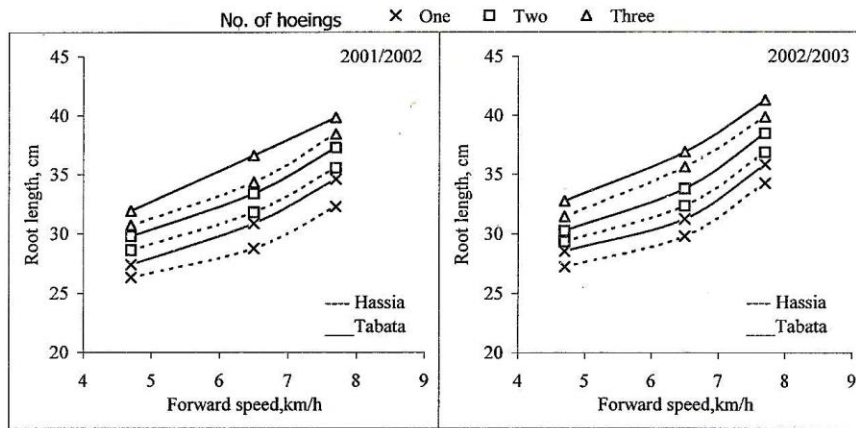 No. of hoeings × One □ Two △ Three
2001/2002
45
40
35
30
25
20
Root length, cm
Hassia
Tabata
4 5 6 7 8 9
Forward speed,km/h
2002/2003
45
40
35
30
25
20
Root length, cm
Hassia
Tabata
4 5 6 7 8 9
Forward speed,km/h